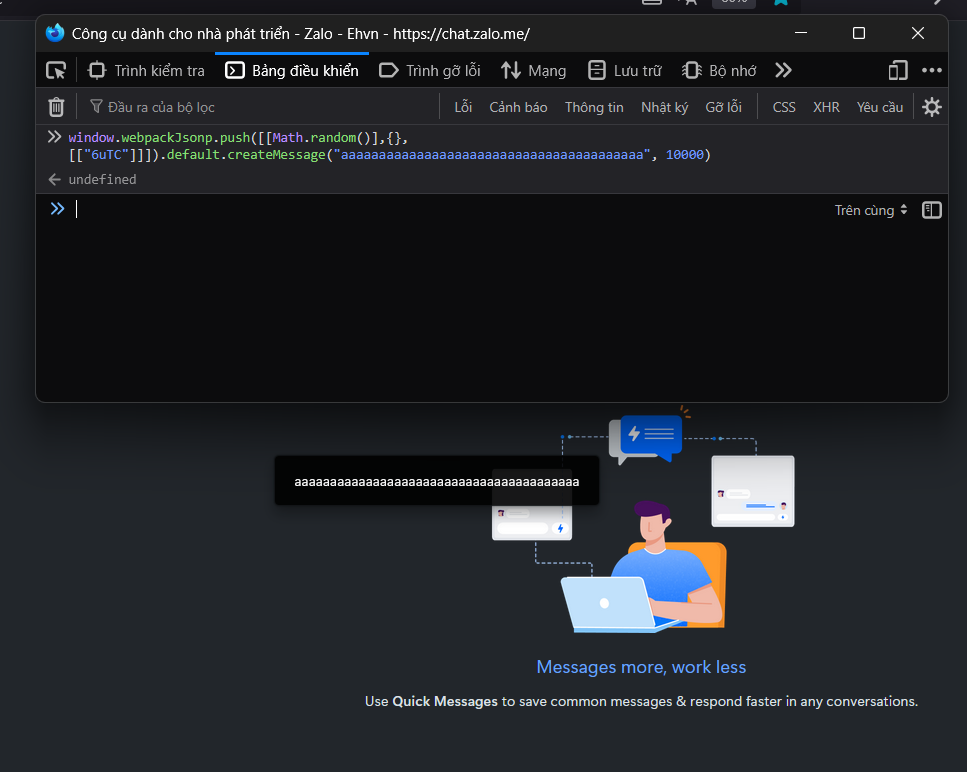 Công cụ dành cho nhà phát triển - Zalo - Ehvn - https://chat.zalo.me/
Trình kiểm tra Bảng điều khiển Trình gỡ lỗi Mạng Lưu trữ Bộ nhớ
Đầu ra của bộ lọc Lỗi Cảnh báo Thông tin Nhật ký Gỡ lỗi CSS XHR Yêu cầu
window.webpackJsonp.push([[Math.random()],{},
[["6uTC"]]]).default.createMessage("aaaaaaaaaaaaaaaaaaaaaaaaaaaaaaaaaaaaaaaa", 10000)
undefined
Trên cùng
aaaaaaaaaaaaaaaaaaaaaaaaaaaaaaaaaaaaaaaa
Messages more, work less
Use Quick Messages to save common messages & respond faster in any conversations.